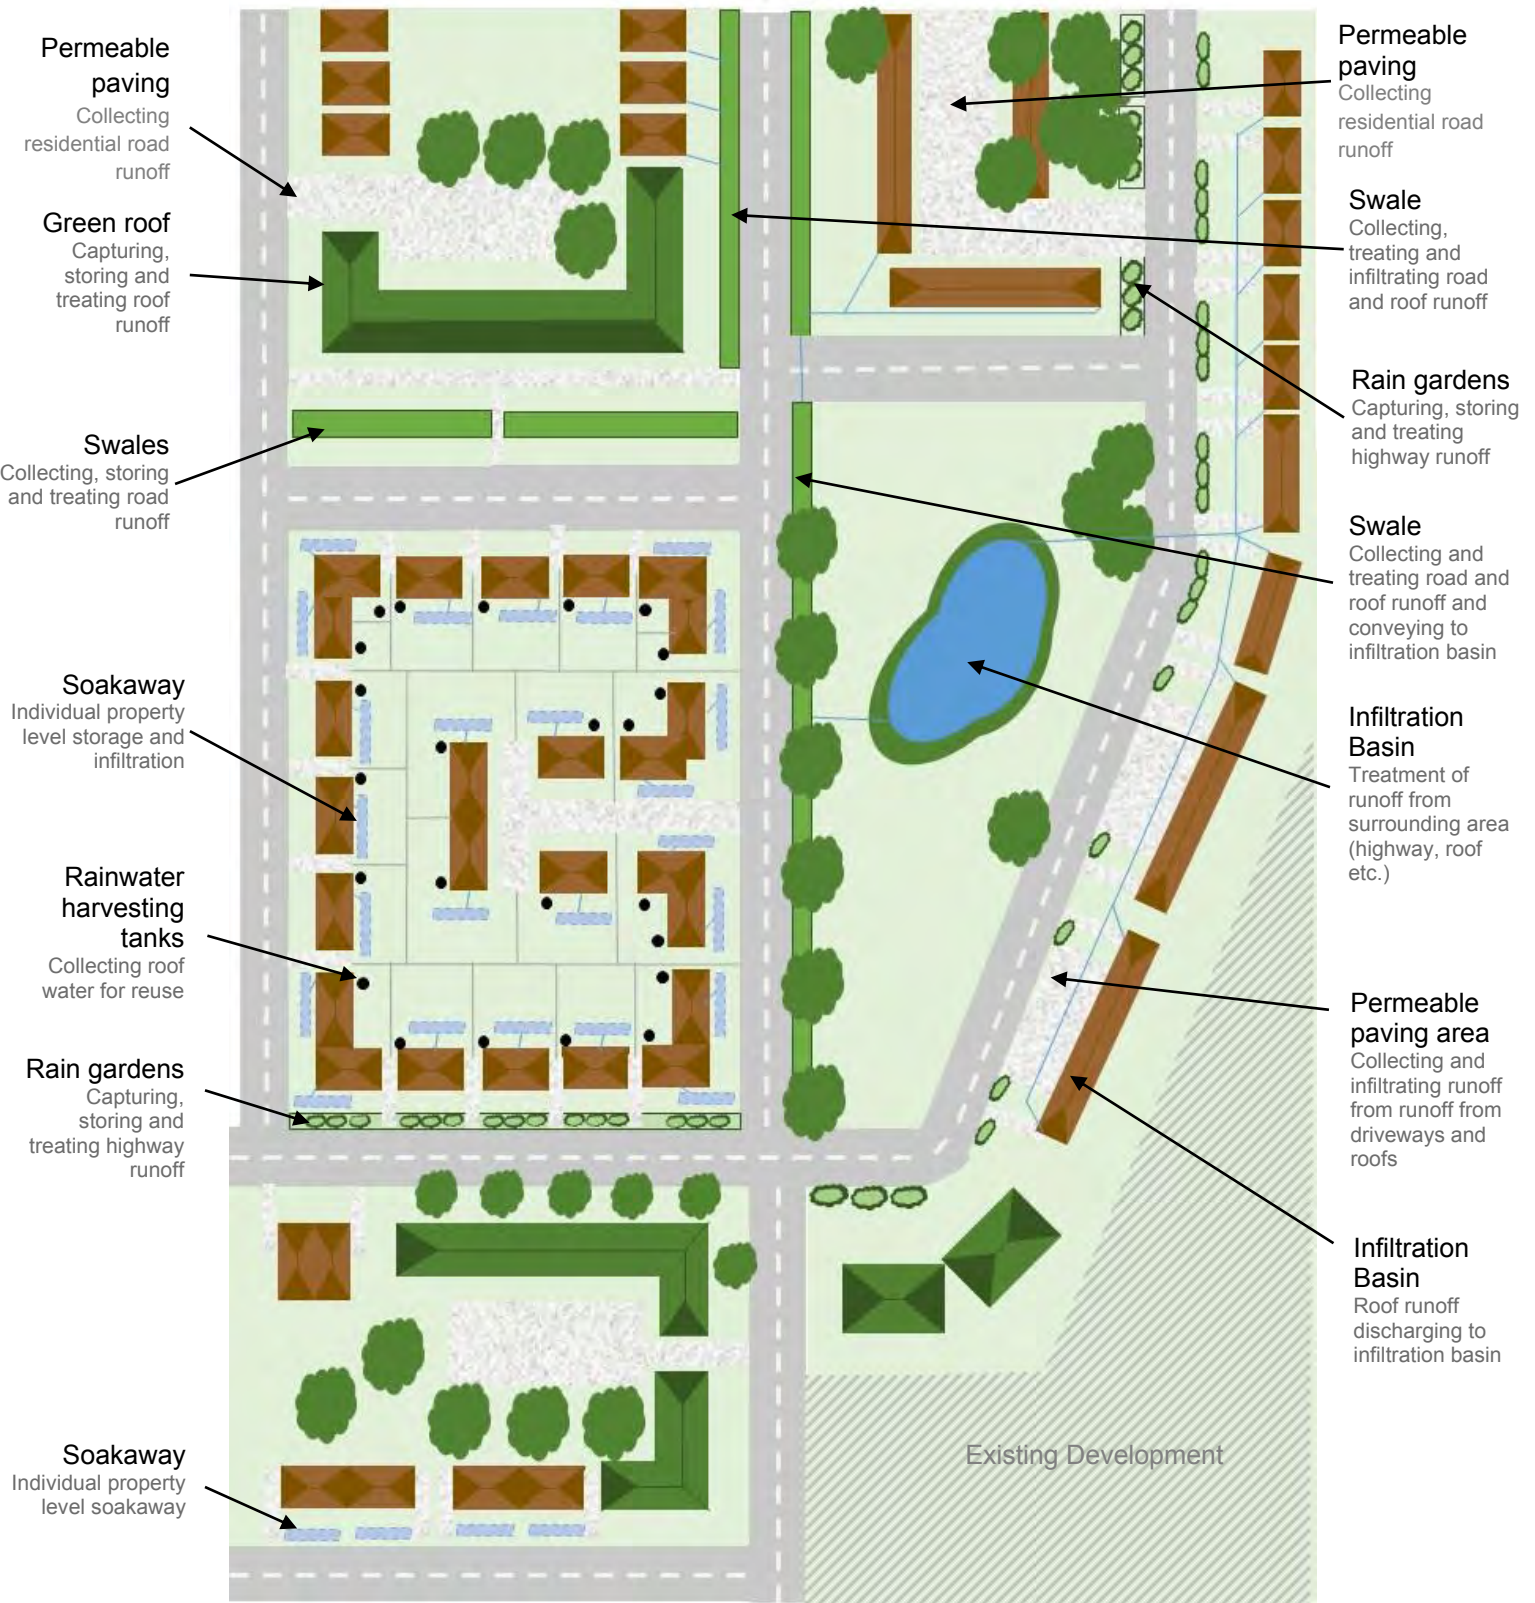 Permeable
paving
Collecting
residential road
runoff
Green roof
Capturing,
storing and
treating roof
runoff
Swales
Collecting, storing
and treating road
runoff
Soakaway
Individual property
level storage and
infiltration
Rainwater
harvesting
tanks
Collecting roof
water for reuse
Rain gardens
Capturing,
storing and
treating highway
runoff
Soakaway
Individual property
level soakaway
Permeable
paving
Collecting
residential road
runoff
Swale
Collecting,
treating and
infiltrating road
and roof runoff
Rain gardens
Capturing, storing
and treating
highway runoff
Swale
Collecting and
treating road and
roof runoff and
conveying to
infiltration basin
Infiltration
Basin
Treatment of
runoff from
surrounding area
(highway, roof
etc.)
Permeable
paving area
Collecting and
infiltrating runoff
from runoff from
driveways and
roofs
Infiltration
Basin
Roof runoff
discharging to
infiltration basin
Existing Development